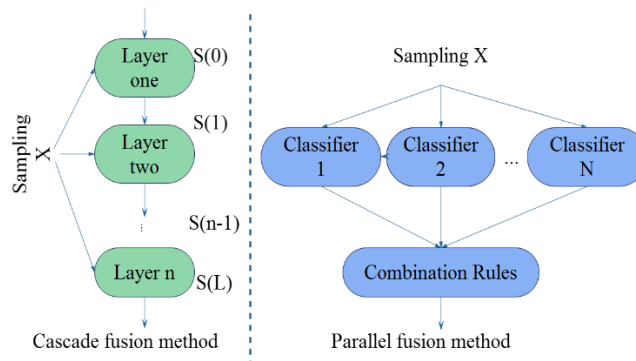 Layer
one
S(0)
S(1)
Layer
two
Sampling
X
S(n-1)
...
Layer n
S(L)
Cascade fusion method
Sampling X
Classifier
1
Classifier
2
...
Classifier
N
Combination Rules
Parallel fusion method